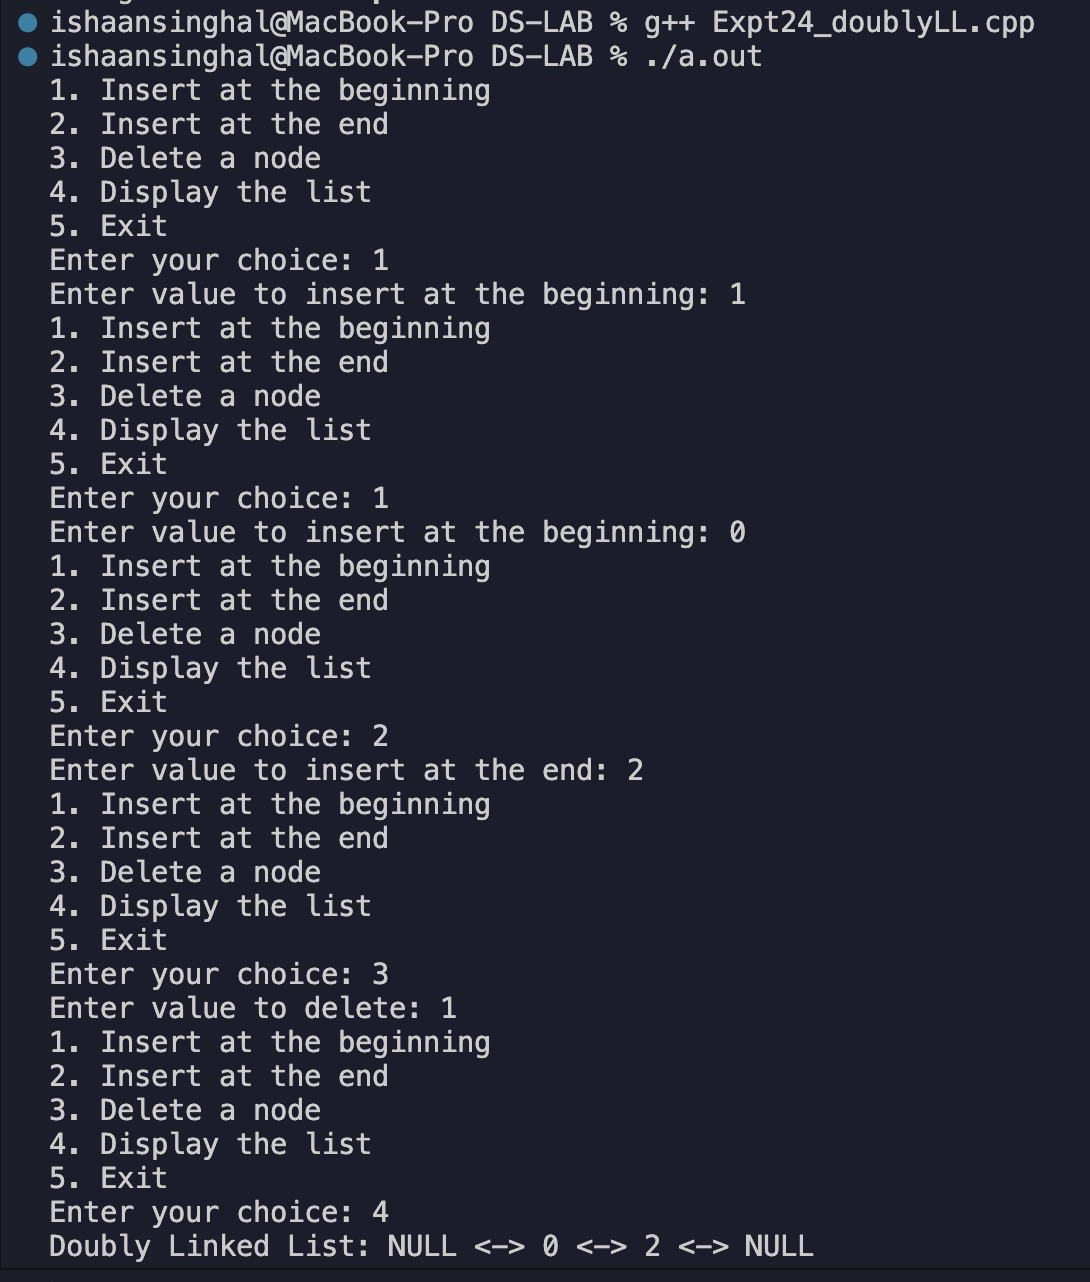 ishaansinghal@MacBook-Pro DS-LAB % g++ Expt24_doublyLL.cpp
ishaansinghal@MacBook-Pro DS-LAB % ./a.out
1. Insert at the beginning
2. Insert at the end
3. Delete a node
4. Display the list
5. Exit
Enter your choice: 1
Enter value to insert at the beginning: 1
1. Insert at the beginning
2. Insert at the end
3. Delete a node
4. Display the list
5. Exit
Enter your choice: 1
Enter value to insert at the beginning: 0
1. Insert at the beginning
2. Insert at the end
3. Delete a node
4. Display the list
5. Exit
Enter your choice: 2
Enter value to insert at the end: 2
1. Insert at the beginning
2. Insert at the end
3. Delete a node
4. Display the list
5. Exit
Enter your choice: 3
Enter value to delete: 1
1. Insert at the beginning
2. Insert at the end
3. Delete a node
4. Display the list
5. Exit
Enter your choice: 4
Doubly Linked List: NULL <-> 0 <-> 2 <-> NULL